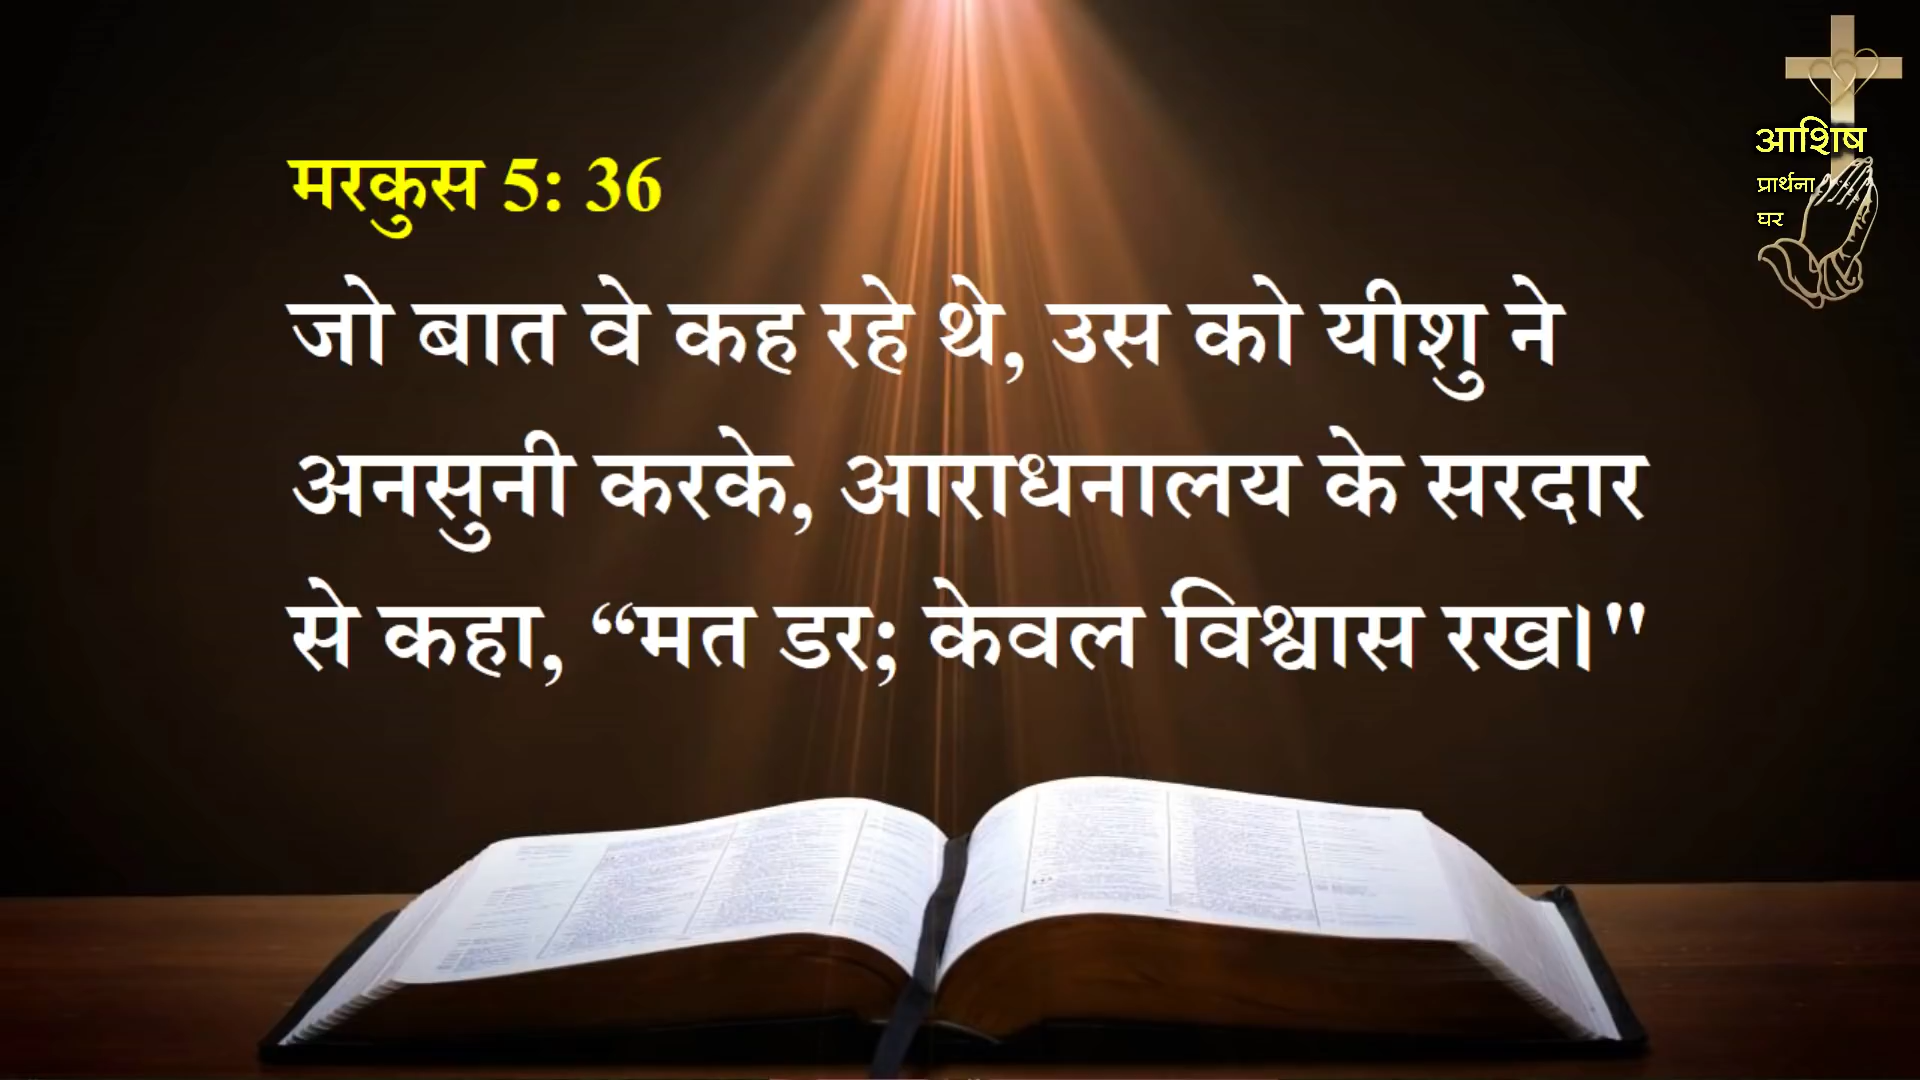 मरकुस 5: 36
जो बात वे कह रहे थे, उस को यीशु ने
अनसुनी करके, आराधनालय के सरदार
से कहा, “मत डर; केवल विश्वास रख।"
आशिष
प्रार्थना
घर